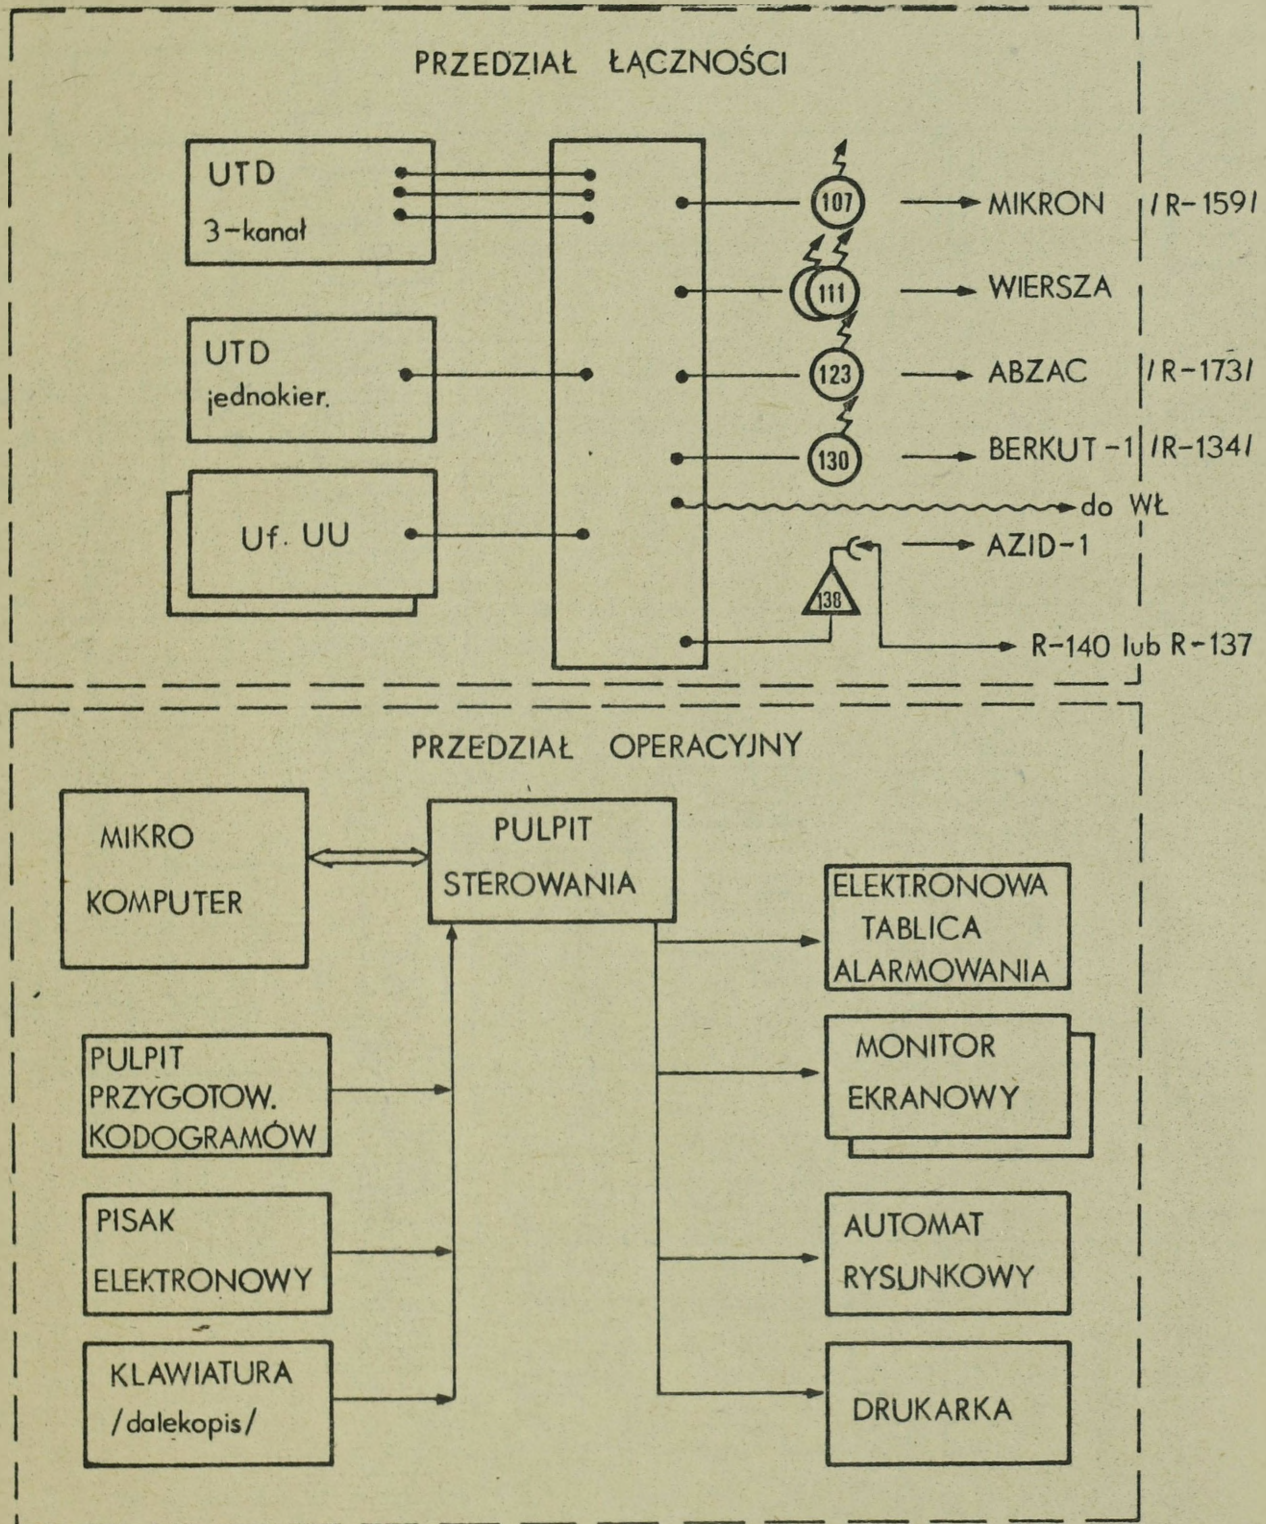 PRZEDZIAŁ ŁĄCZNOŚCI
UTD
3-kanał
UTD
jednokier.
Uf. UU
107
MIKRON /R-159/
111
WIERSZA
123
ABZAC /R-173/
130
BERKUT-1 /R-134/
do WŁ
AZID-1
138
R-140 lub R-137
PRZEDZIAŁ OPERACYJNY
MIKRO
KOMPUTER
PULPIT
STEROWANIA
ELEKTRONOWA
TABLICA
ALARMOWANIA
PULPIT
PRZYGOTOW.
KODOGRAMÓW
MONITOR
EKRANOWY
PISAK
ELEKTRONOWY
AUTOMAT
RYSUNKOWY
KLAWIATURA
/dalekopis/
DRUKARKA